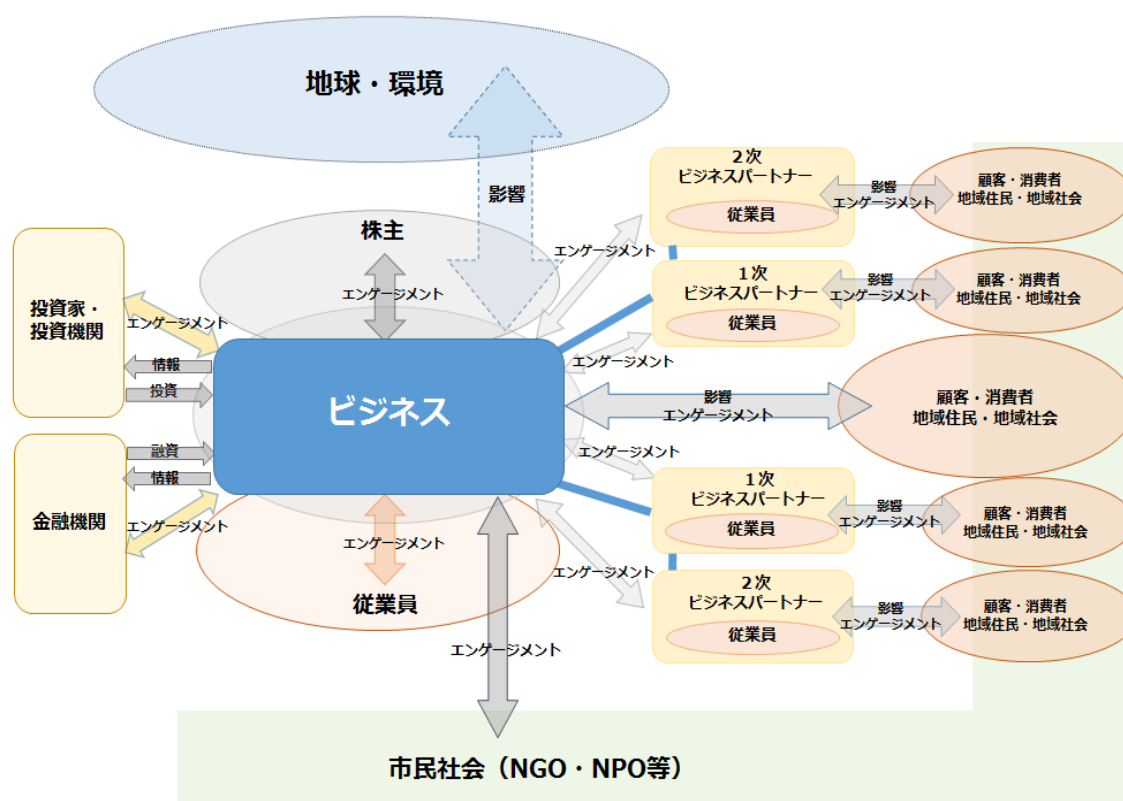 地球・環境
影響
株主
エンゲージメント
投資家・
投資機関
エンゲージメント
情報
投資
融資
情報
エンゲージメント
金融機関
ビジネス
エンゲージメント
従業員
エンゲージメント
市民社会（NGO・NPO等）
エンゲージメント
エンゲージメント
エンゲージメント
エンゲージメント
２次
ビジネスパートナー
従業員
影響
エンゲージメント
顧客・消費者
地域住民・地域社会
１次
ビジネスパートナー
従業員
影響
エンゲージメント
顧客・消費者
地域住民・地域社会
影響
エンゲージメント
顧客・消費者
地域住民・地域社会
１次
ビジネスパートナー
従業員
影響
エンゲージメント
顧客・消費者
地域住民・地域社会
２次
ビジネスパートナー
従業員
影響
エンゲージメント
顧客・消費者
地域住民・地域社会